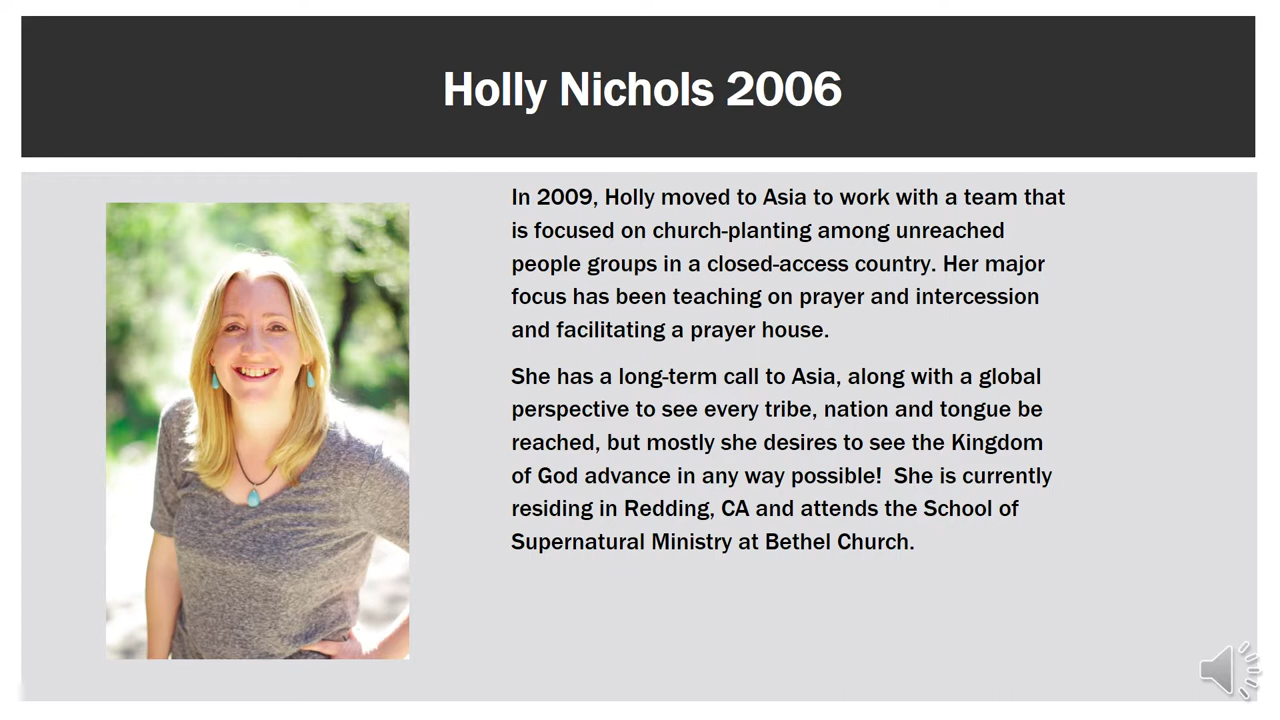 Holly Nichols 2006
In 2009, Holly moved to Asia to work with a team that
is focused on church-planting among unreached
people groups in a closed-access country. Her major
focus has been teaching on prayer and intercession
and facilitating a prayer house.
She has a long-term call to Asia, along with a global
perspective to see every tribe, nation and tongue be
reached, but mostly she desires to see the Kingdom
of God advance in any way possible!  She is currently
residing in Redding, CA and attends the School of
Supernatural Ministry at Bethel Church.